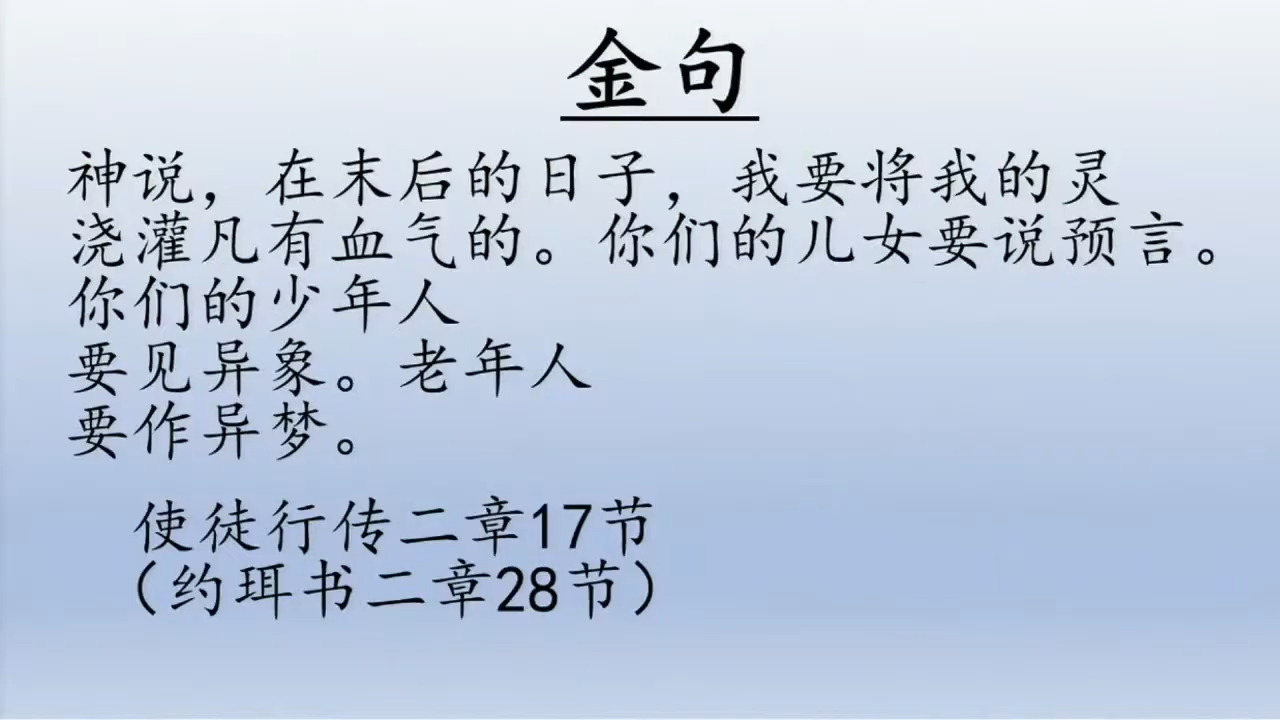 金句
神说，在末后的日子，我要将我的灵
浇灌凡有血气的。你们的儿女要说预言。
你们的少年人
要见异象。老年人
要作异梦。
使徒行传二章17节
（约珥书二章28节）